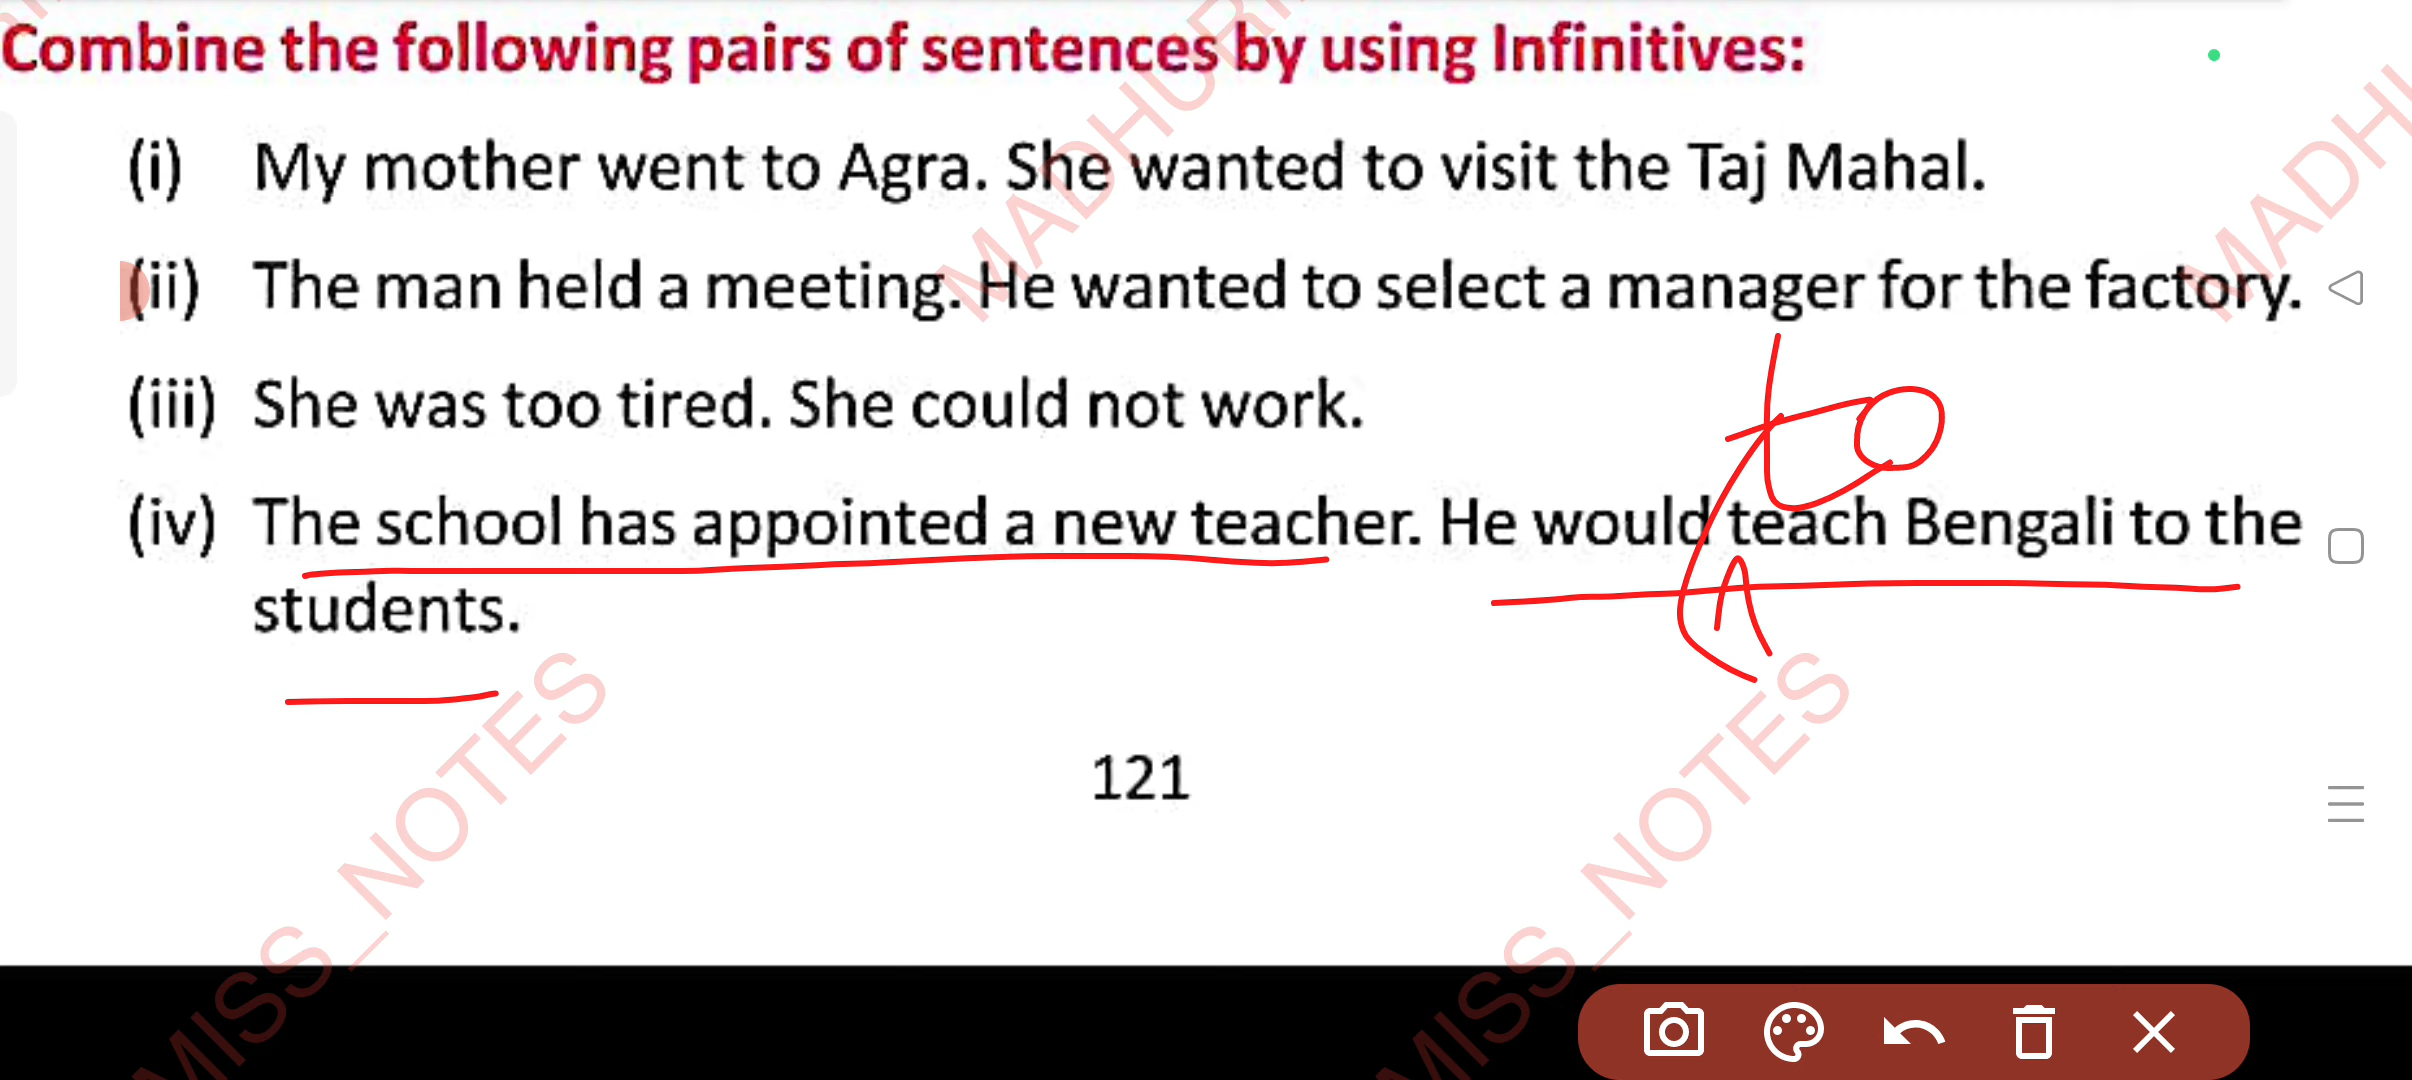 Combine the following pairs of sentences by using Infinitives:
(i) My mother went to Agra. She wanted to visit the Taj Mahal.
(ii) The man held a meeting. He wanted to select a manager for the factory.
(iii) She was too tired. She could not work.
to
(iv) The school has appointed a new teacher. He would teach Bengali to the
students.
121
MADHURI
MADHU
MISS_NOTES
MISS_NOTES